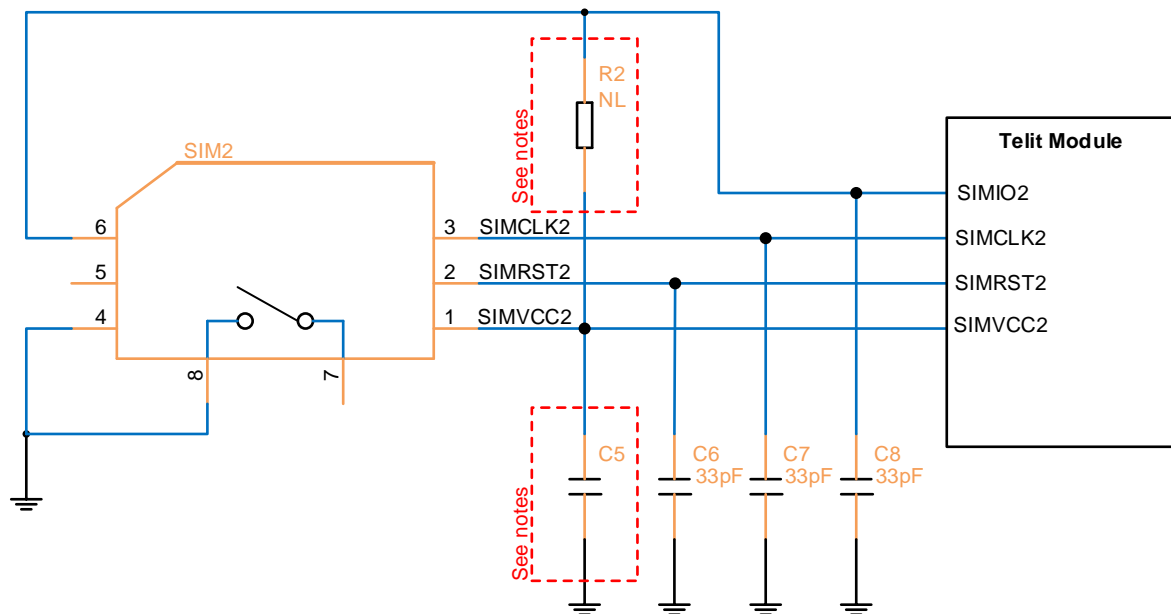 R2
NL
See notes
Telit Module
SIM2
SIMIO2
6
3
SIMCLK2
SIMCLK2
5
2
SIMRST2
SIMRST2
4
1
SIMVCC2
SIMVCC2
8
7
C5
C6
33pF
C7
33pF
C8
33pF
See notes